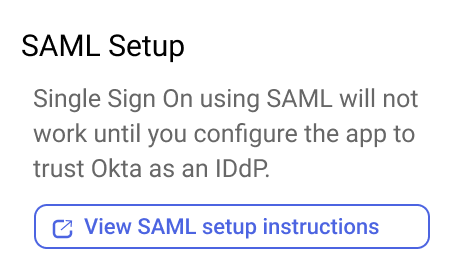 SAML Setup
Single Sign On using SAML will not
work until you configure the app to
trust Okta as an IDdP.
View SAML setup instructions